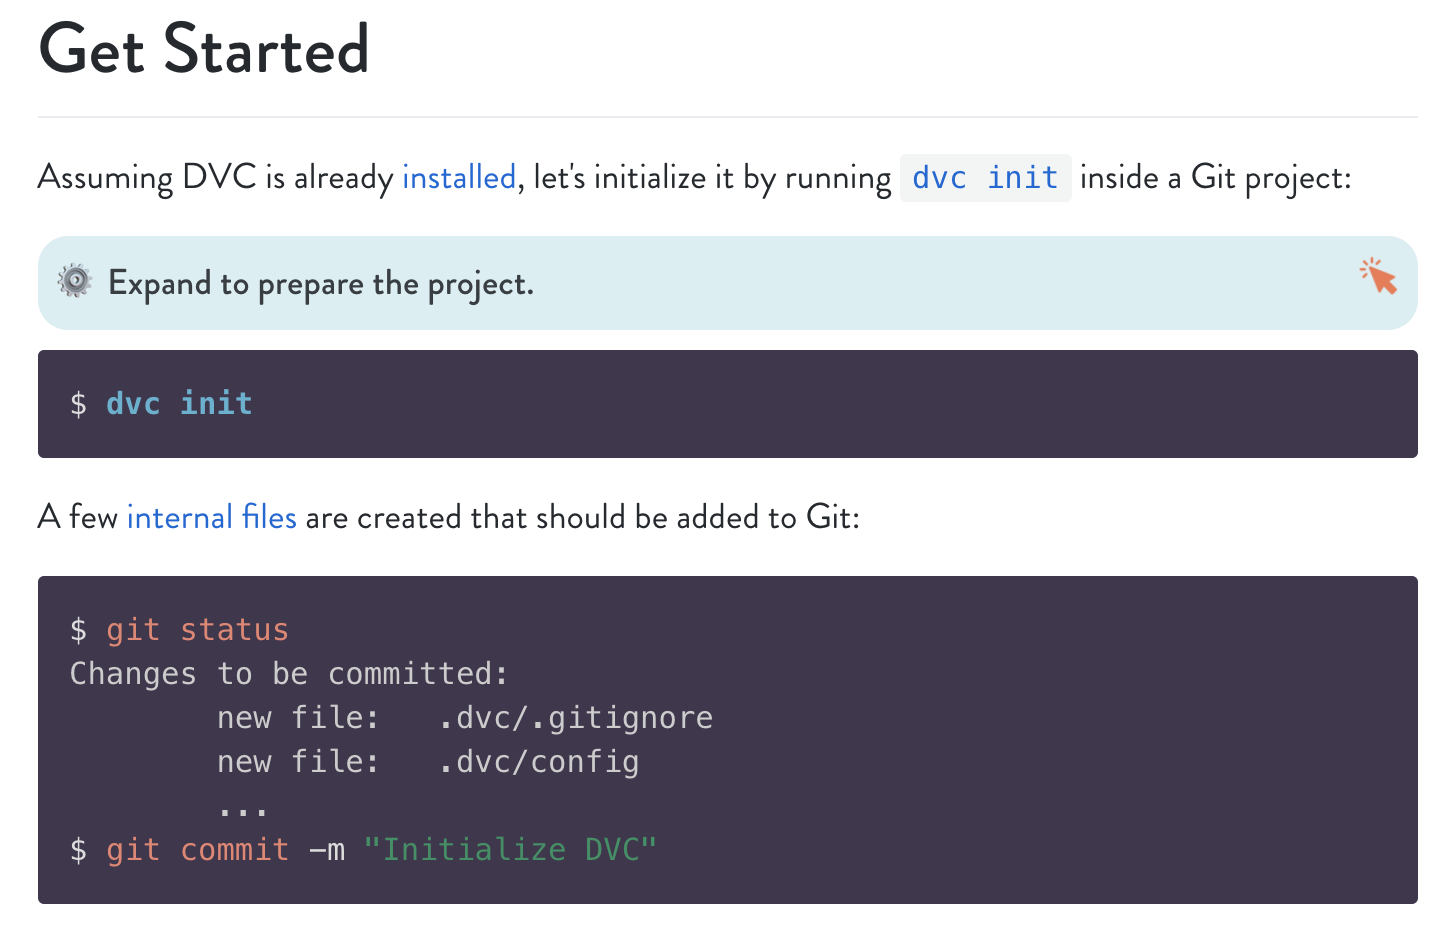 Get Started
Assuming DVC is already installed, let's initialize it by running dvc init inside a Git project:
Expand to prepare the project.
$ dvc init
A few internal files are created that should be added to Git:
$ git status
Changes to be committed:
        new file:   .dvc/.gitignore
        new file:   .dvc/config
        ...
$ git commit -m "Initialize DVC"